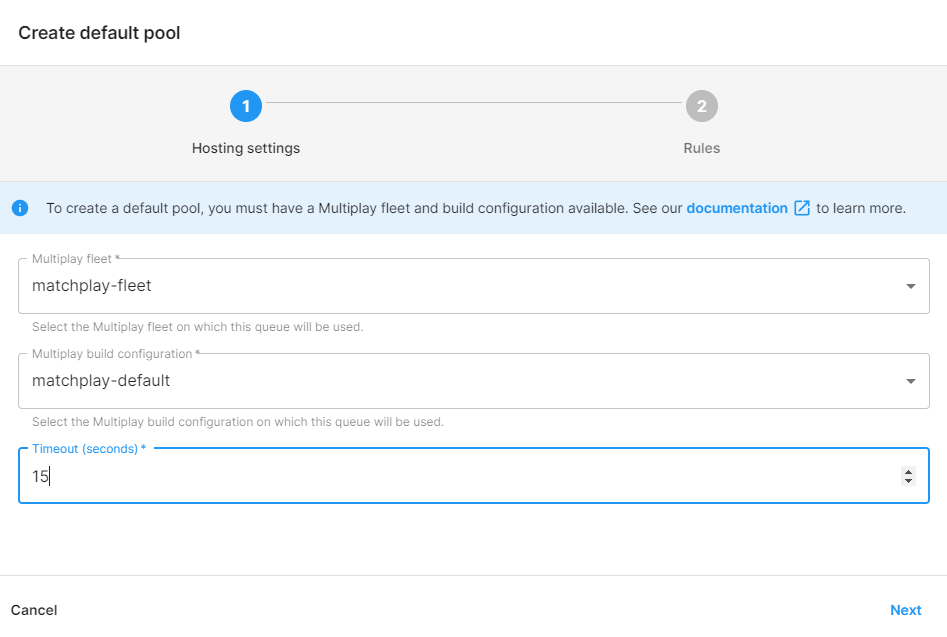 Create default pool
1
2
Hosting settings
Rules
To create a default pool, you must have a Multiplay fleet and build configuration available. See our documentation to learn more.
Multiplay fleet *
matchplay-fleet
Select the Multiplay fleet on which this queue will be used.
Multiplay build configuration *
matchplay-default
Select the Multiplay build configuration on which this queue will be used.
Timeout (seconds) *
15
Cancel
Next